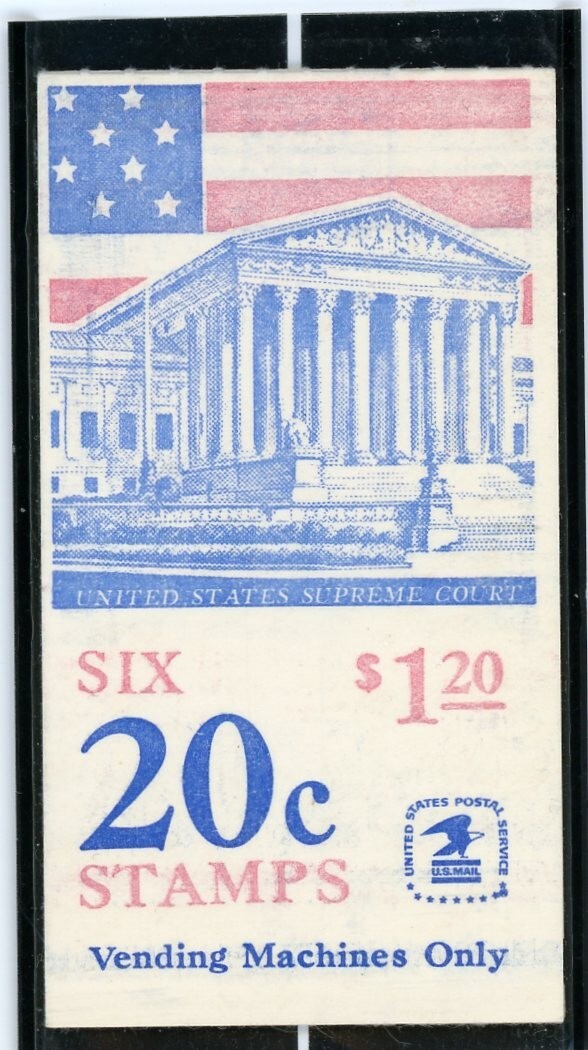 UNITED STATES SUPREME COURT
SIX
$1 20
20c
STAMPS
UNITED STATES POSTAL SERVICE
U.S.MAIL
Vending Machines Only